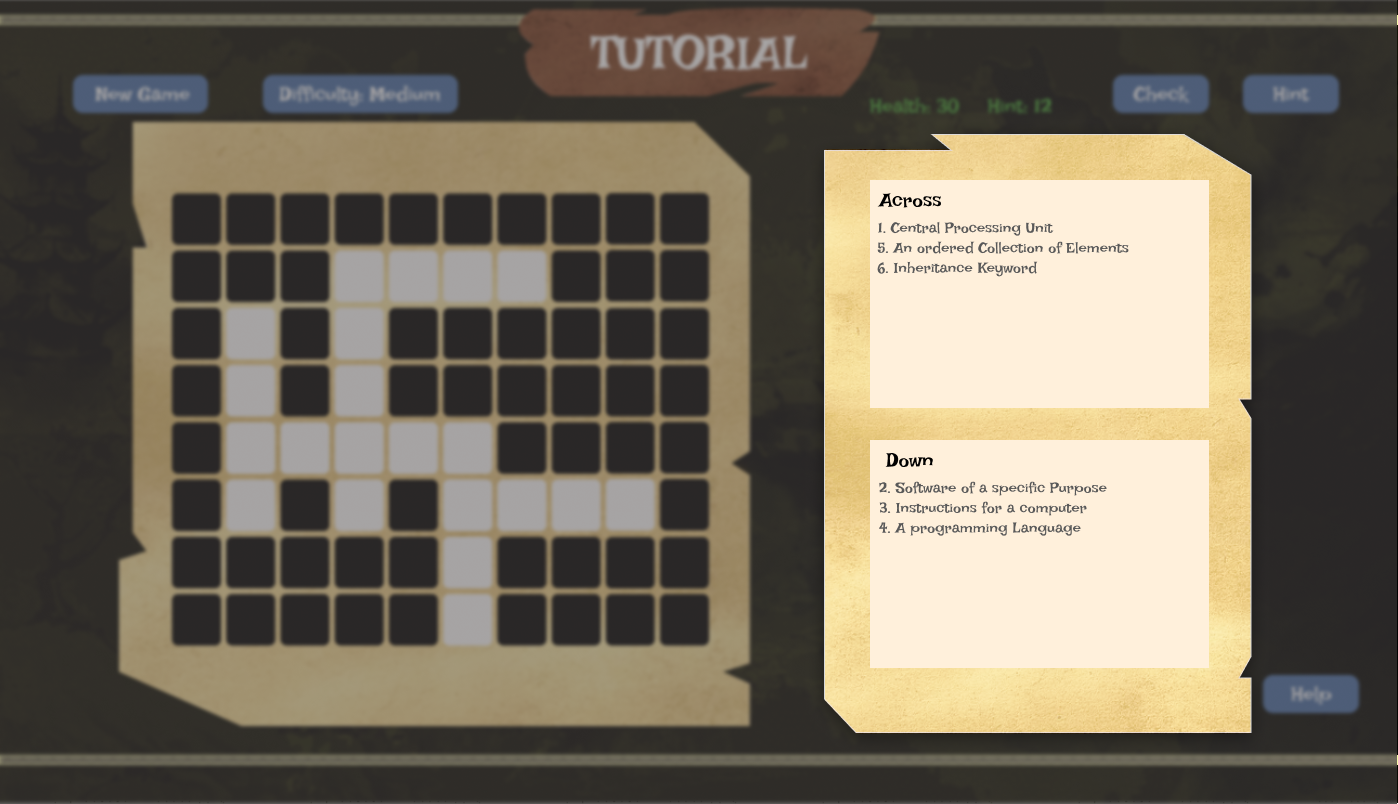 TUTORIAL
New Game
Difficulty: Medium
Health: 30
Hint: 12
Check
Hint
Across
1. Central Processing Unit
5. An ordered Collection of Elements
6. Inheritance Keyword
Down
2. Software of a specific Purpose
3. Instructions for a computer
4. A programming Language
Help